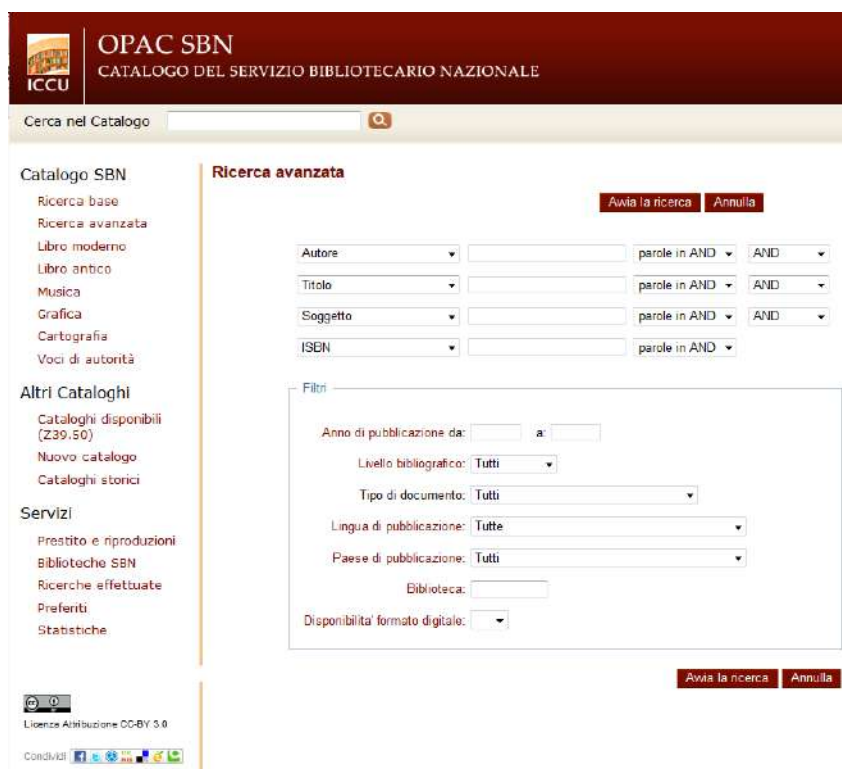 OPAC SBN
CATALOGO DEL SERVIZIO BIBLIOTECARIO NAZIONALE
ICCU
Cerca nel Catalogo
Catalogo SBN
Ricerca base
Ricerca avanzata
Libro moderno
Libro antico
Musica
Grafica
Cartografia
Voci di autorità
Altri Cataloghi
Cataloghi disponibili
(Z39.50)
Nuovo catalogo
Cataloghi storici
Servizi
Prestito e riproduzioni
Biblioteche SBN
Ricerche effettuate
Preferiti
Statistiche
Licenza Attribuzione CC-BY 3.0
Condividi
Ricerca avanzata
Avvia la ricerca Annulla
Autore parole in AND AND
Titolo parole in AND AND
Soggetto parole in AND AND
ISBN parole in AND
Filtri
Anno di pubblicazione da: a:
Livello bibliografico: Tutti
Tipo di documento: Tutti
Lingua di pubblicazione: Tutte
Paese di pubblicazione: Tutti
Biblioteca:
Disponibilita' formato digitale:
Avvia la ricerca Annulla